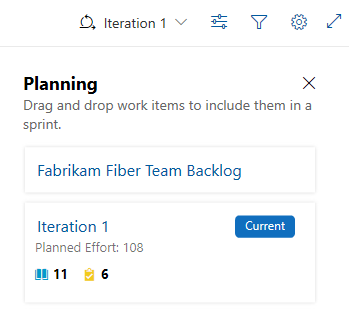 Iteration 1
Planning
Drag and drop work items to include them in a
sprint.
Fabrikam Fiber Team Backlog
Iteration 1 Current
Planned Effort: 108
11 6